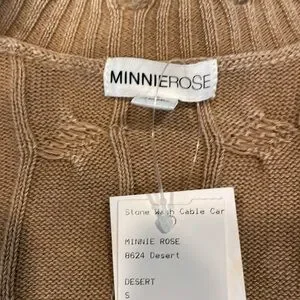 MINNIEROSE
Stone Wash Cable Car
MINNIE ROSE
8624 Desert
DESERT
S